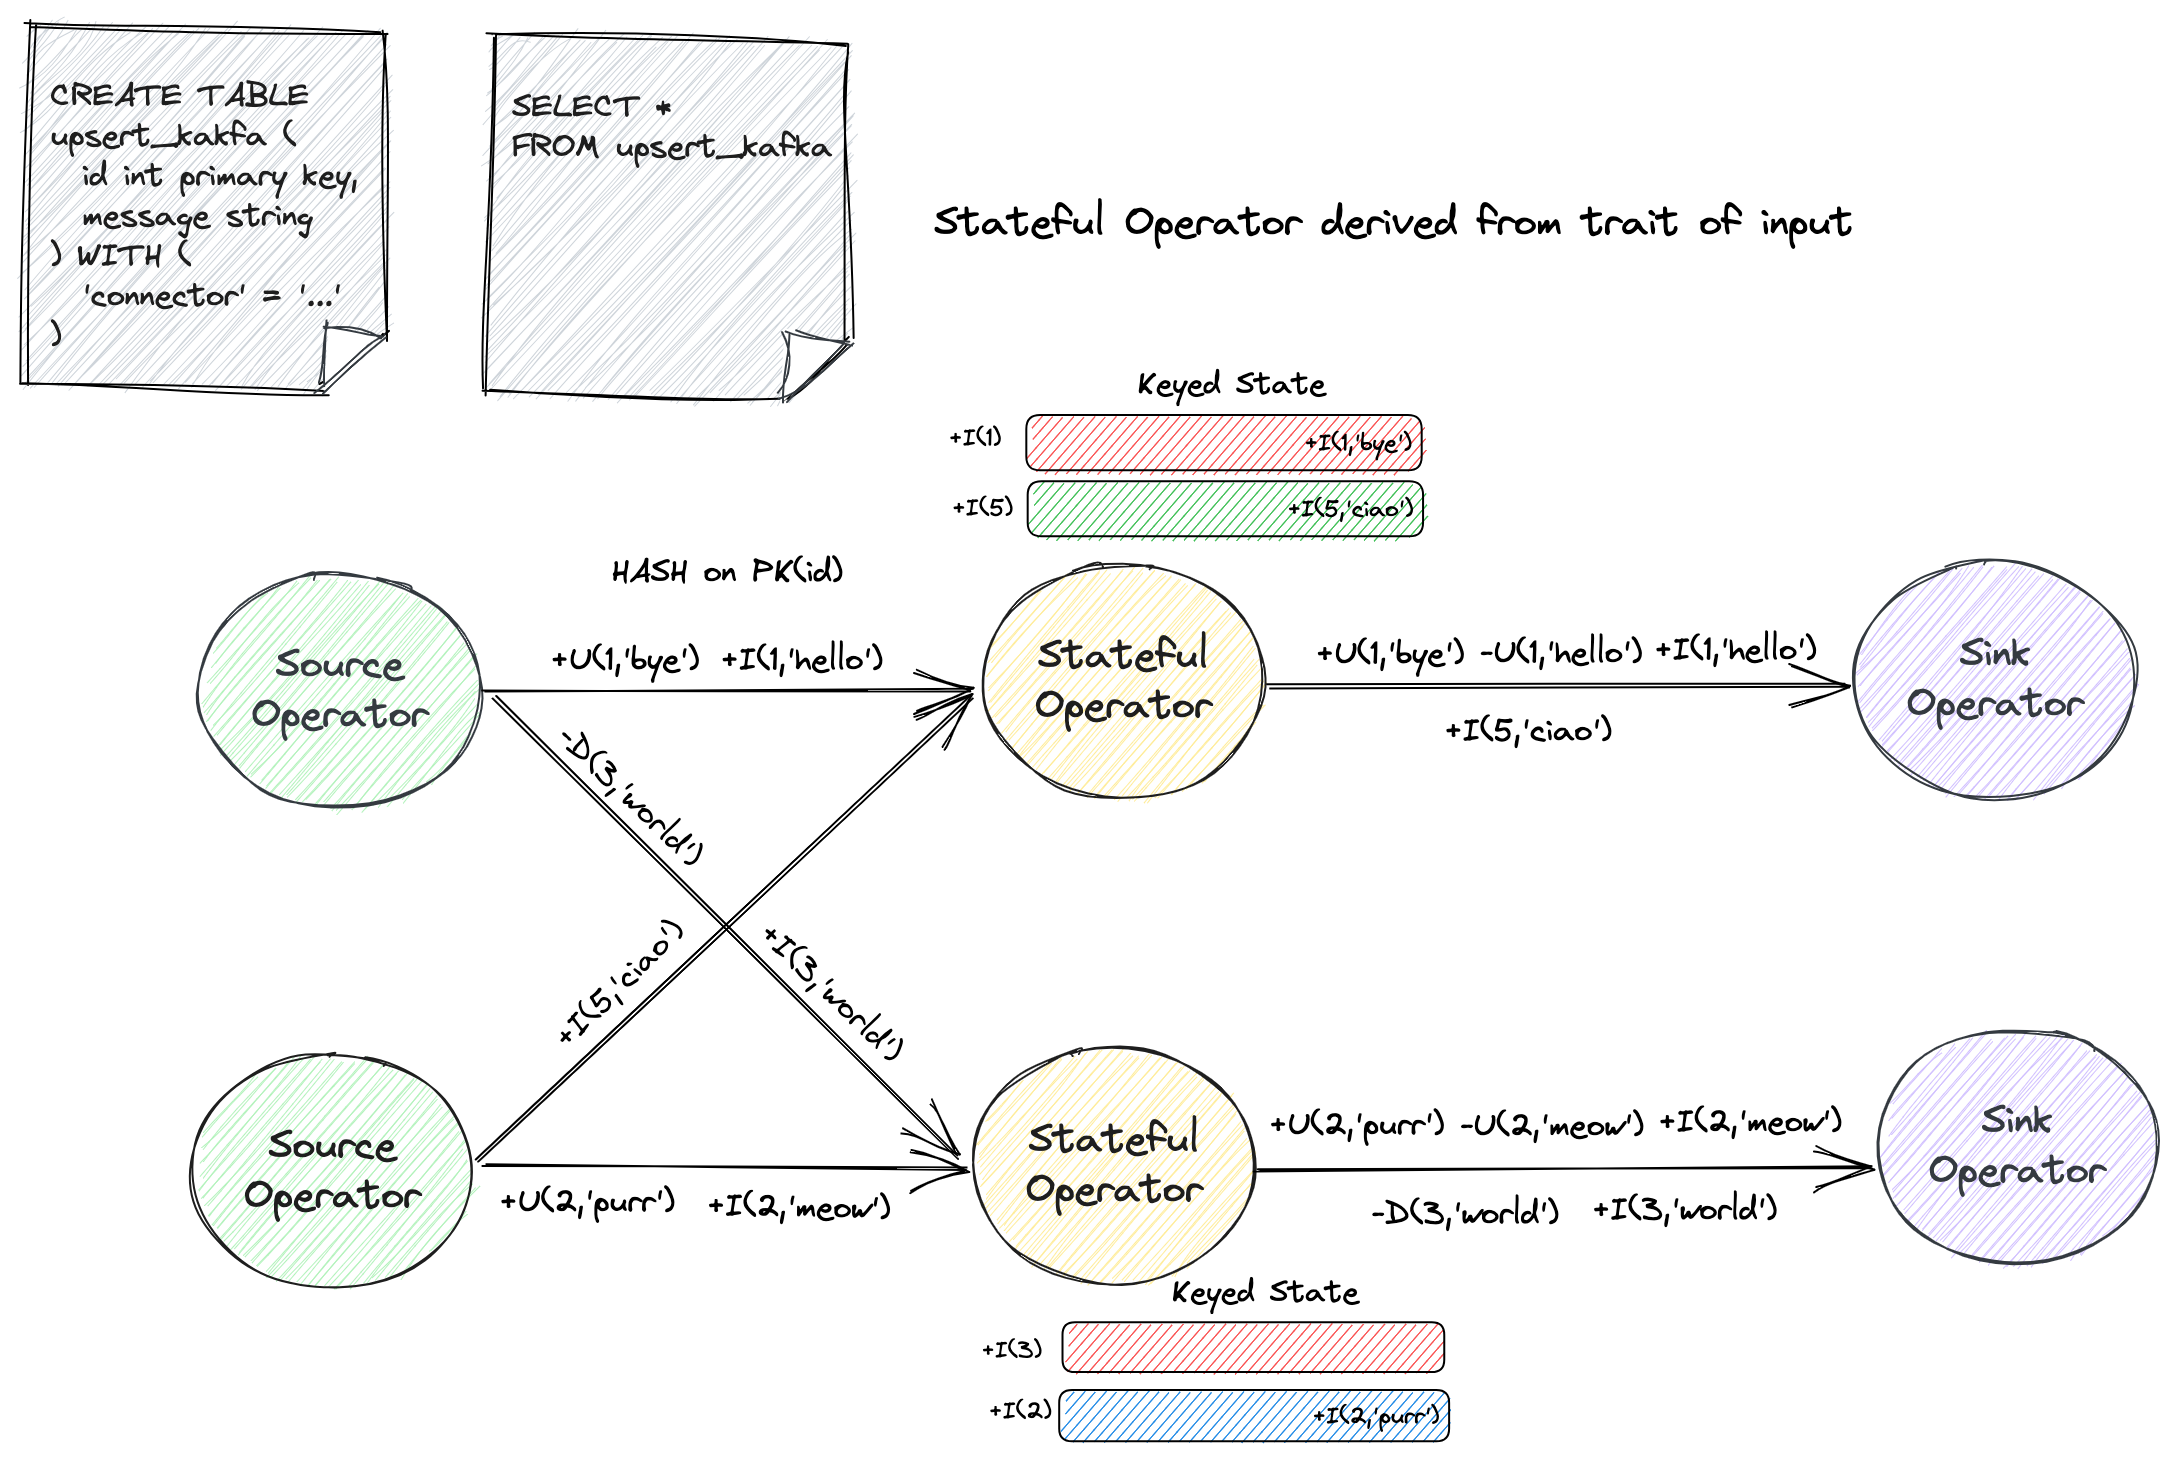 CREATE TABLE
upsert_kakfa (
id int primary key,
message string
) WITH (
'connector' = '...'
)
SELECT *
FROM upsert_kafka
Stateful Operator derived from trait of input
Keyed State
+I(1)
+I(1,'bye')
+I(5)
+I(5,'ciao')
HASH on PK(id)
Source
Operator
+U(1,'bye') +I(1,'hello')
Stateful
Operator
+U(1,'bye') -U(1,'hello') +I(1,'hello')
+I(5,'ciao')
Sink
Operator
-D(3,'world')
+I(3,'world')
+I(5,'ciao')
Source
Operator
+U(2,'purr') +I(2,'meow')
Stateful
Operator
+U(2,'purr') -U(2,'meow') +I(2,'meow')
-D(3,'world') +I(3,'world')
Sink
Operator
Keyed State
+I(3)
+I(2)
+I(2,'purr')